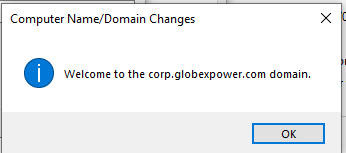 Computer Name/Domain Changes
Welcome to the corp.globexpower.com domain.
OK